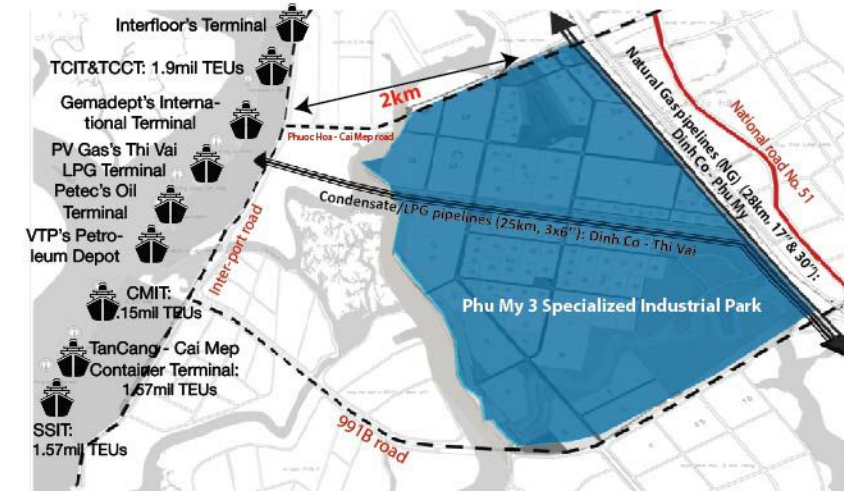 Interfloor's Terminal
TCIT&TCCT: 1.9mil TEUs
Gemadept's Interna-
tional Terminal
PV Gas's Thi Vai
LPG Terminal
Petec's Oil
Terminal
VTP's Petro-
leum Depot
CMIT:
.15mil TEUs
TanCang - Cai Mep
Container Terminal:
1.57mil TEUs
SSIT:
1.57mil TEUs
2km
Phuoc Hoa - Cai Mep road
Inter-port road
991B road
Condensate/LPG pipelines (25km, 3x6”): Dinh Co - Thi Vai
Phu My 3 Specialized Industrial Park
Natural Gas pipelines (NG) (28km, 17” & 30”):
Dinh Co - Phu My
National road No. 51